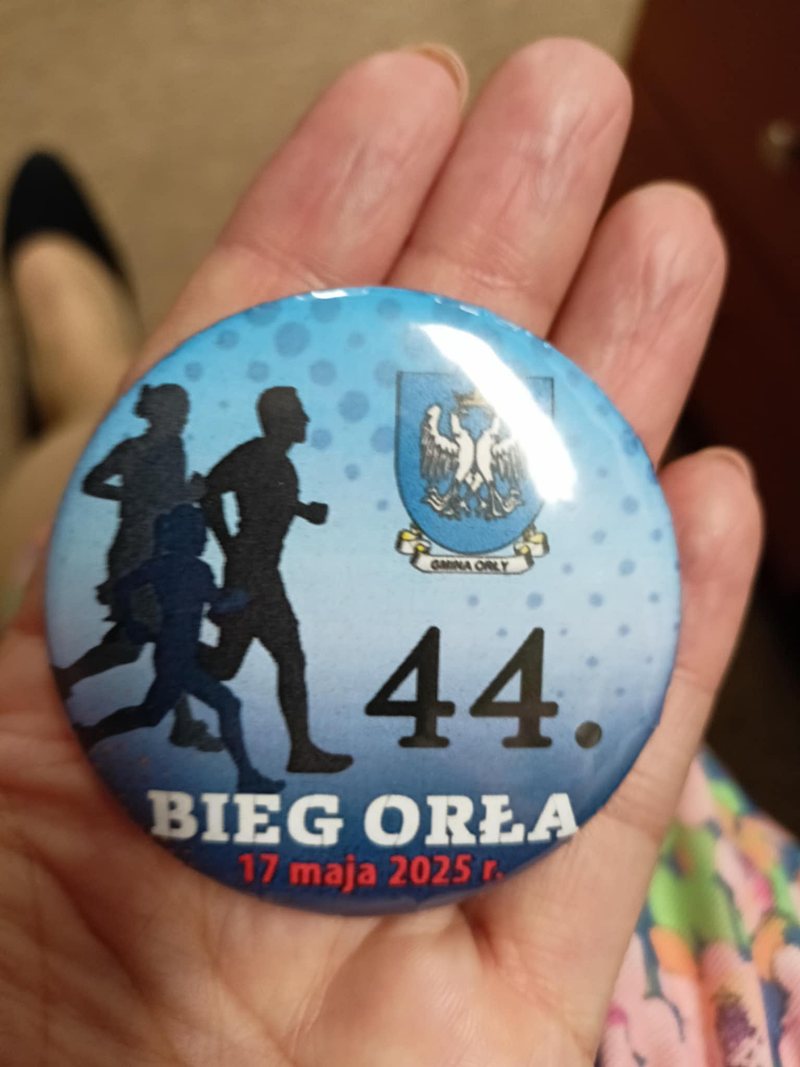 GMINA ORŁY
44.
BIEG ORŁA
17 maja 2025 r.